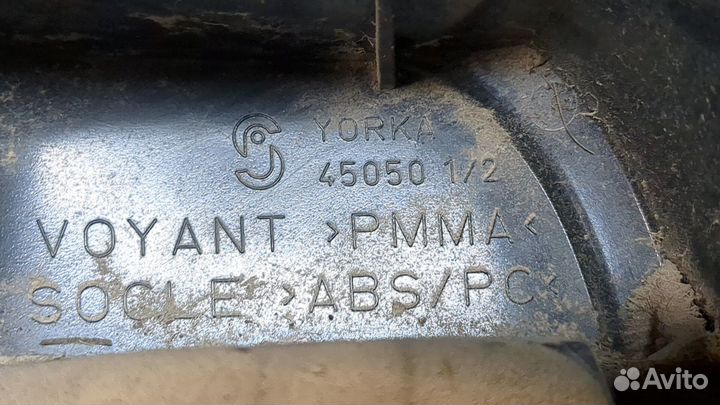 YORKA
45050 1/2
VOYANT >PMMA<
SOCLE >ABS/PC<
Avito